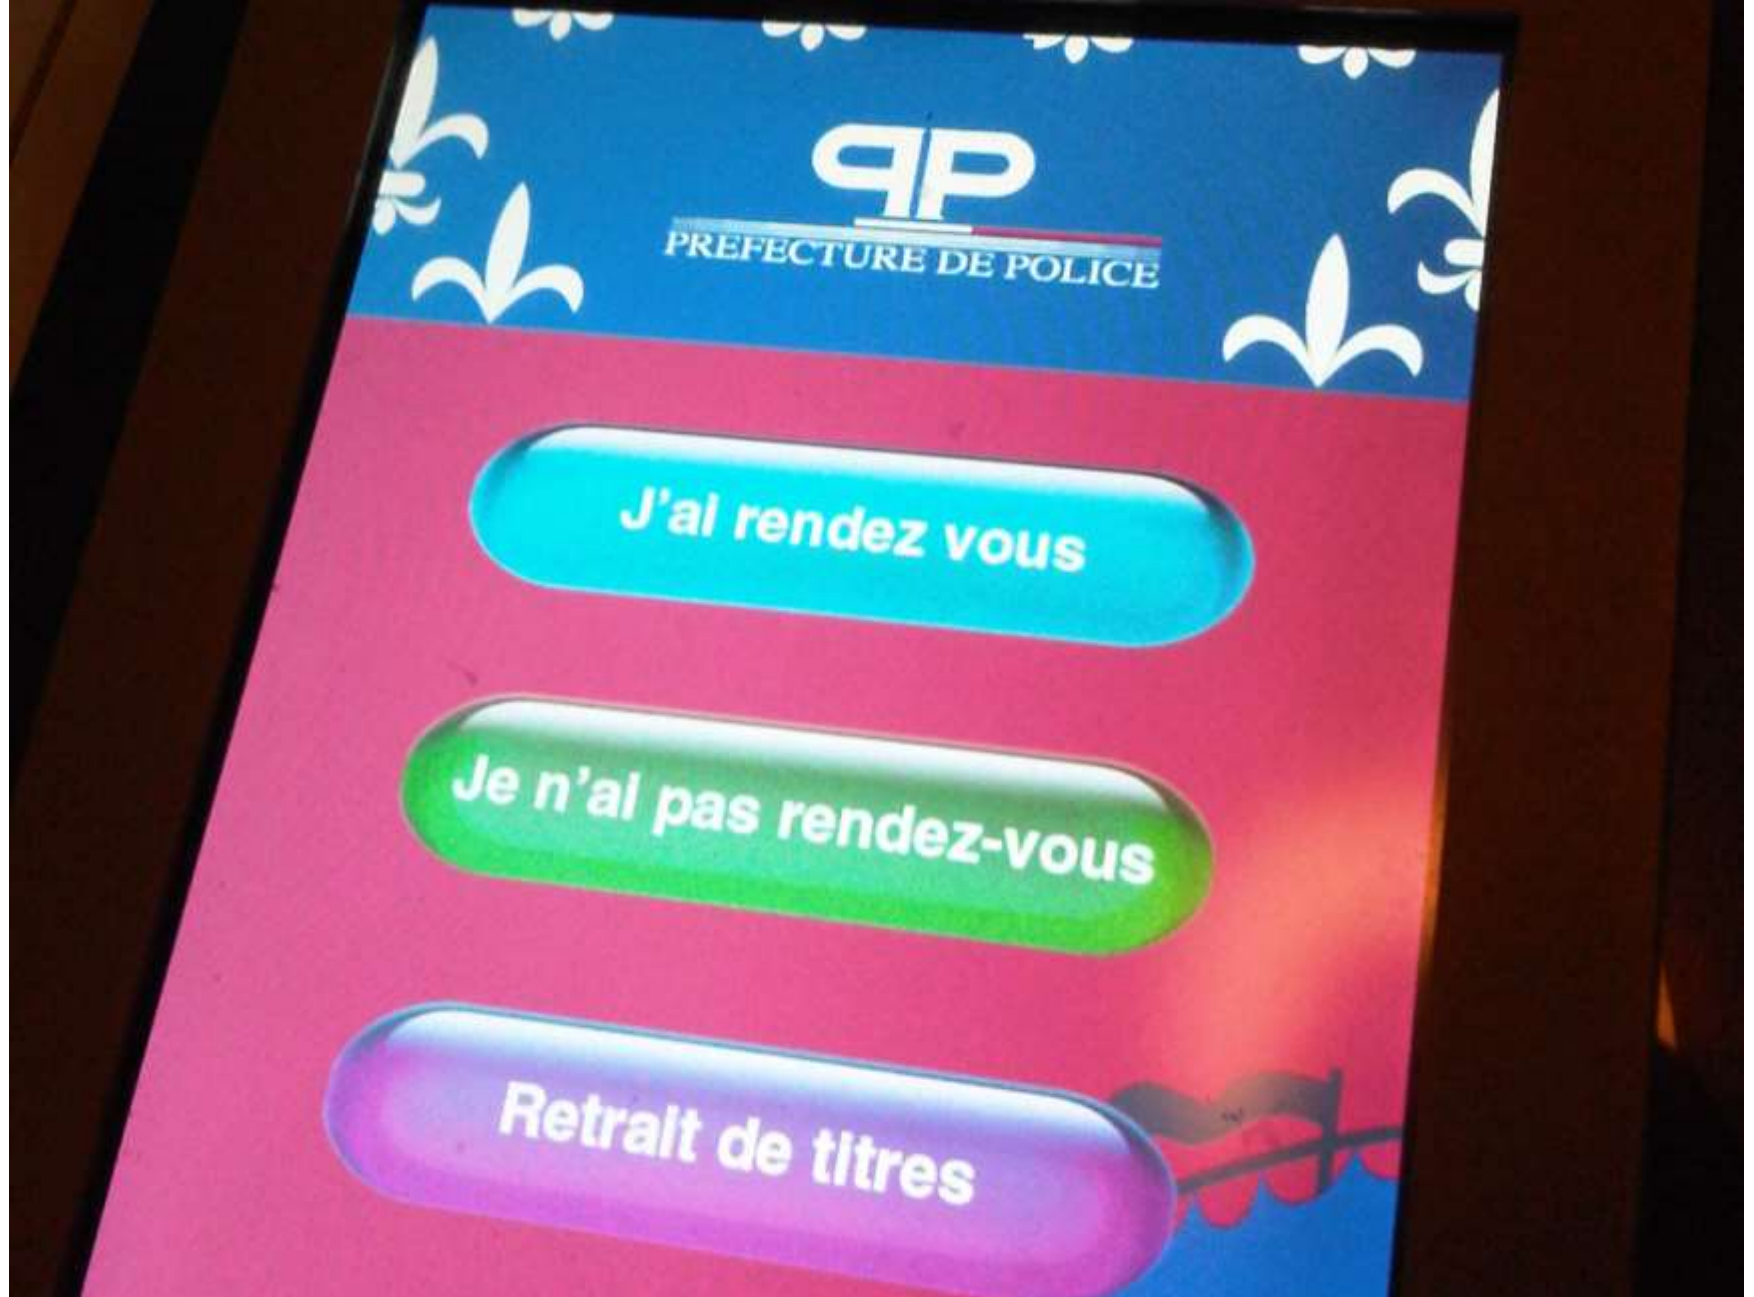 PP
PREFECTURE DE POLICE
J'ai rendez vous
Je n'ai pas rendez-vous
Retrait de titres